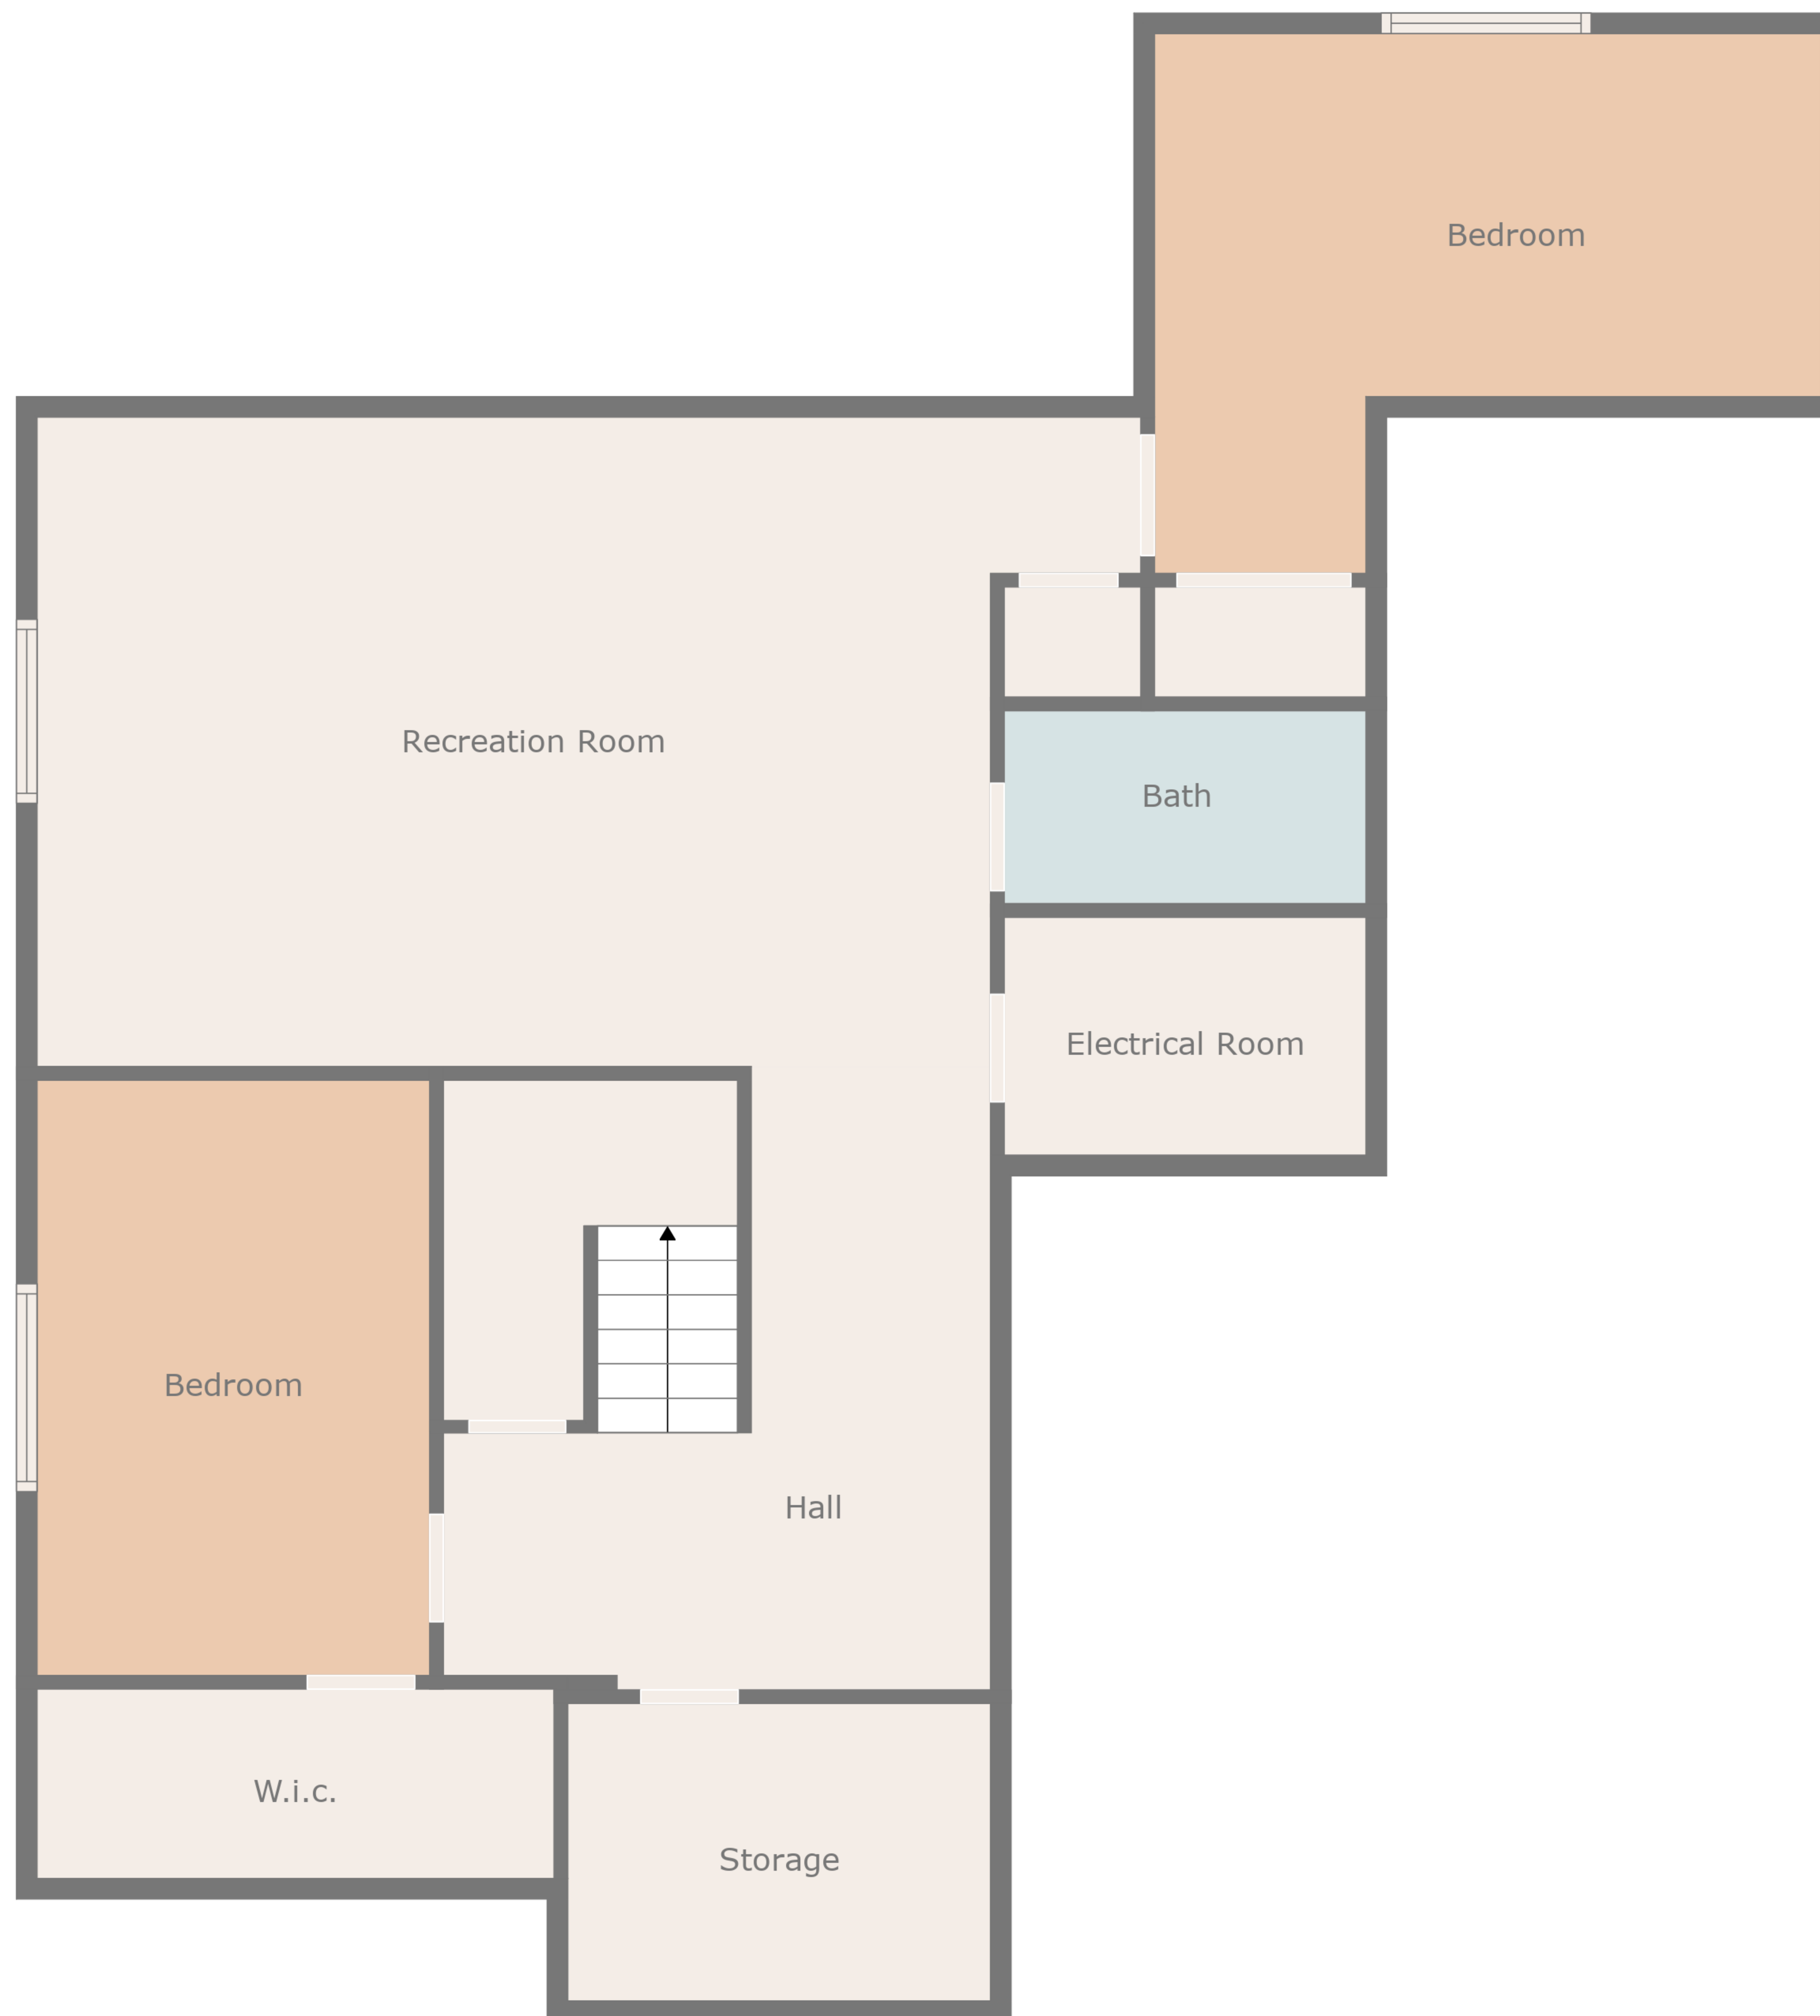 Bedroom
Recreation Room
Bath
Electrical Room
Bedroom
Hall
W.i.c.
Storage